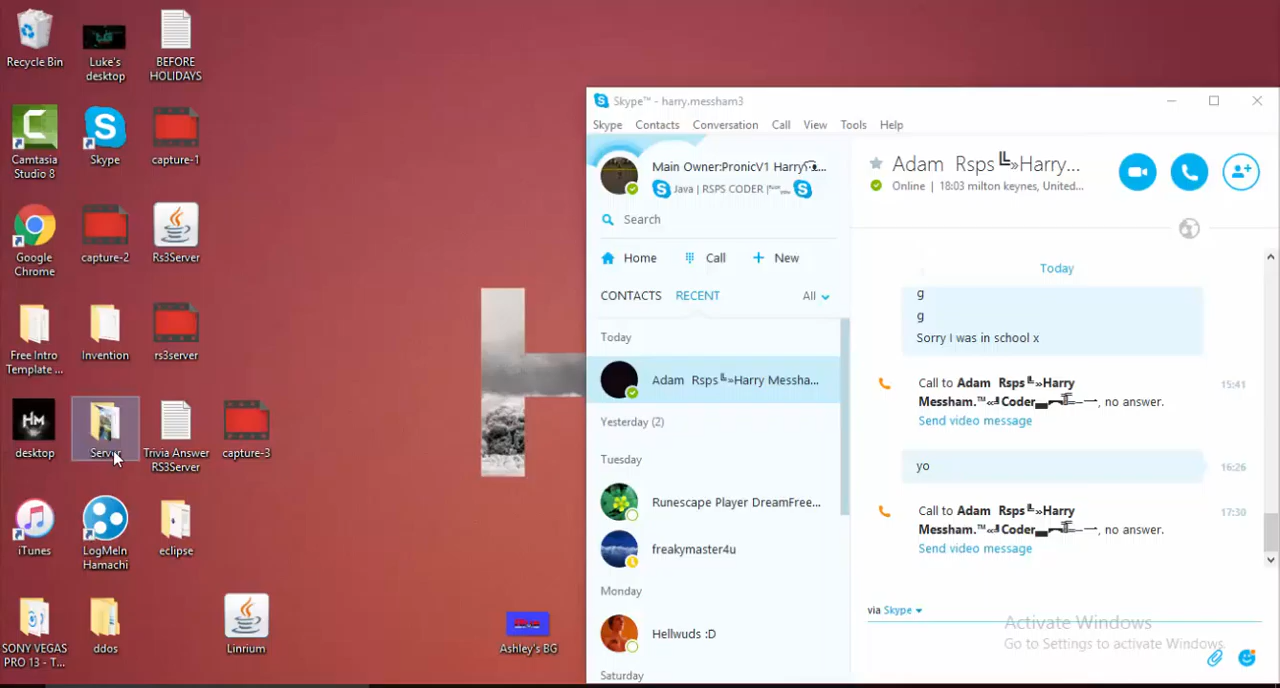 Recycle Bin
Luke's
desktop
BEFORE
HOLIDAYS
Camtasia
Studio 8
Skype
capture-1
Google
Chrome
capture-2
Rs3Server
Free Intro
Template ...
Invention
rs3server
HM
desktop
Server
Trivia Answer
RS3Server
capture-3
iTunes
LogMeIn
Hamachi
eclipse
SONY VEGAS
PRO 13 - T...
ddos
Linrium
Ashley's BG
Skype™ - harry.messham3
Skype Contacts Conversation Call View Tools Help
Main Owner:PronicV1 Harry
Java | RSPS CODER
Search
Home Call New
CONTACTS RECENT All
Today
Adam Rsps╚»Harry Messha...
Yesterday (2)
Tuesday
Runescape Player DreamFree...
freakymaster4u
Monday
Hellwuds :D
Saturday
Adam Rsps╚»Harry...
Online | 18:03 milton keynes, United...
Today
g
g
Sorry I was in school x
Call to Adam Rsps╚»Harry 15:41
Messham.™ Coder, no answer.
Send video message
yo 16:26
Call to Adam Rsps╚»Harry 17:30
Messham.™ Coder, no answer.
Send video message
via Skype
Activate Windows
Go to Settings to activate Windows.